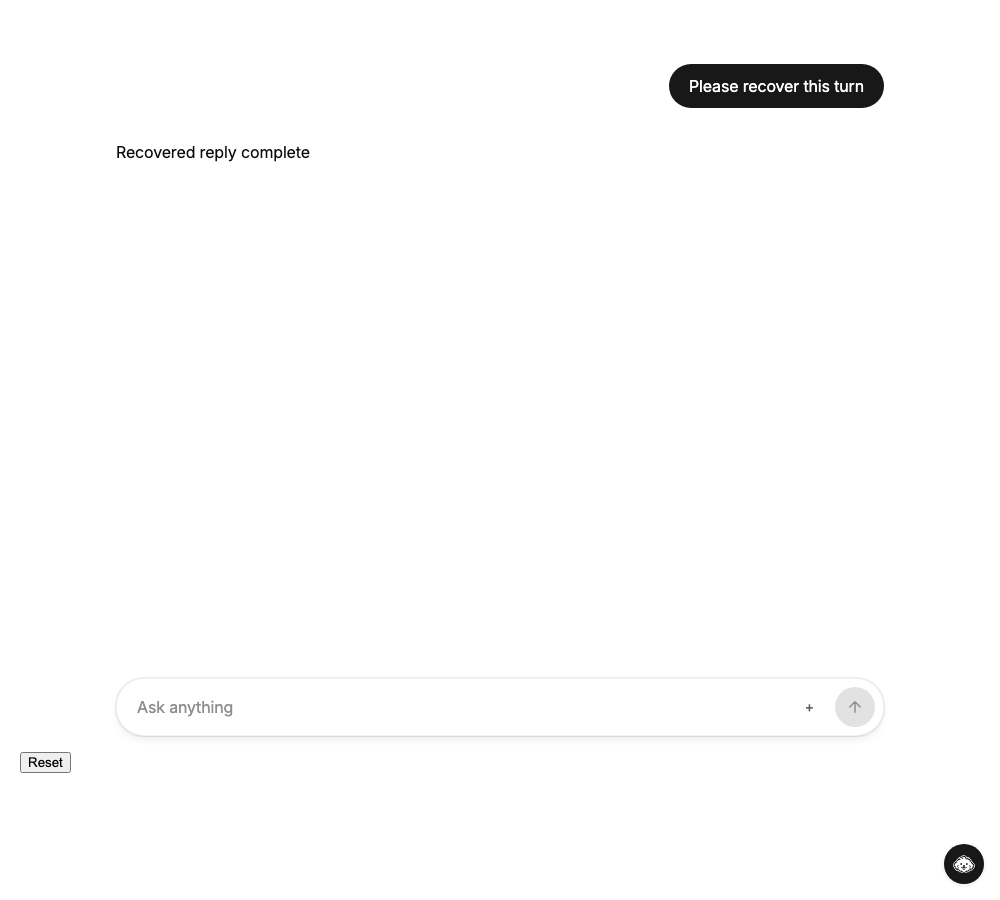 Please recover this turn
Recovered reply complete
Ask anything
+
Reset